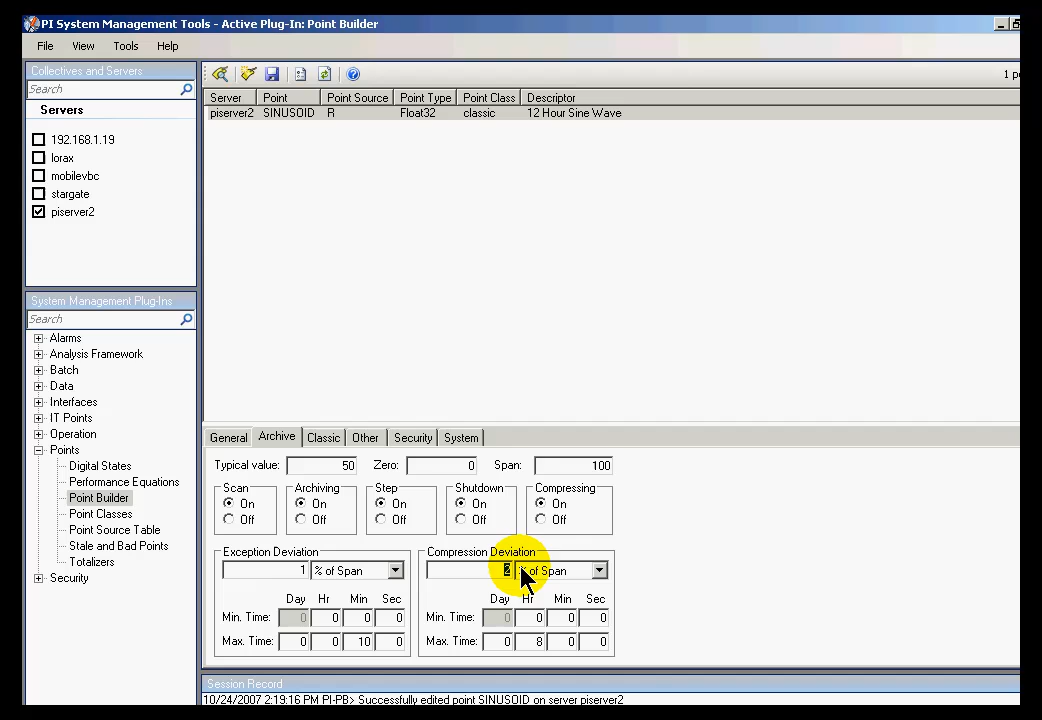 PI System Management Tools - Active Plug-In: Point Builder
File View Tools Help
Collectives and Servers
Search
Servers
192.168.1.19
lorax
mobilevbc
stargate
piserver2
System Management Plug-Ins
Search
Alarms
Analysis Framework
Batch
Data
Interfaces
IT Points
Operation
Points
Digital States
Performance Equations
Point Builder
Point Classes
Point Source Table
Stale and Bad Points
Totalizers
Security
1 po
Server Point Point Source Point Type Point Class Descriptor
piserver2 SINUSOID R Float32 classic 12 Hour Sine Wave
General Archive Classic Other Security System
Typical value: 50 Zero: 0 Span: 100
Scan Archiving Step Shutdown Compressing
On On On On On
Off Off Off Off Off
Exception Deviation Compression Deviation
1 % of Span 2 % of Span
Day Hr Min Sec Day Hr Min Sec
Min. Time: 0 0 0 0 Min. Time: 0 0 0 0
Max. Time: 0 0 10 0 Max. Time: 0 8 0 0
Session Record
10/24/2007 2:19:16 PM PI-PB> Successfully edited point SINUSOID on server piserver2